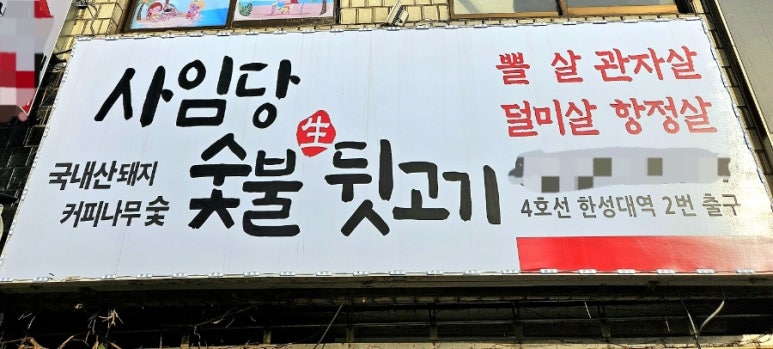 사임당
국내산돼지
커피나무 숯
숯불 生 뒷고기
뽈 살 관자살
덜미살 항정살
4호선 한성대역 2번 출구